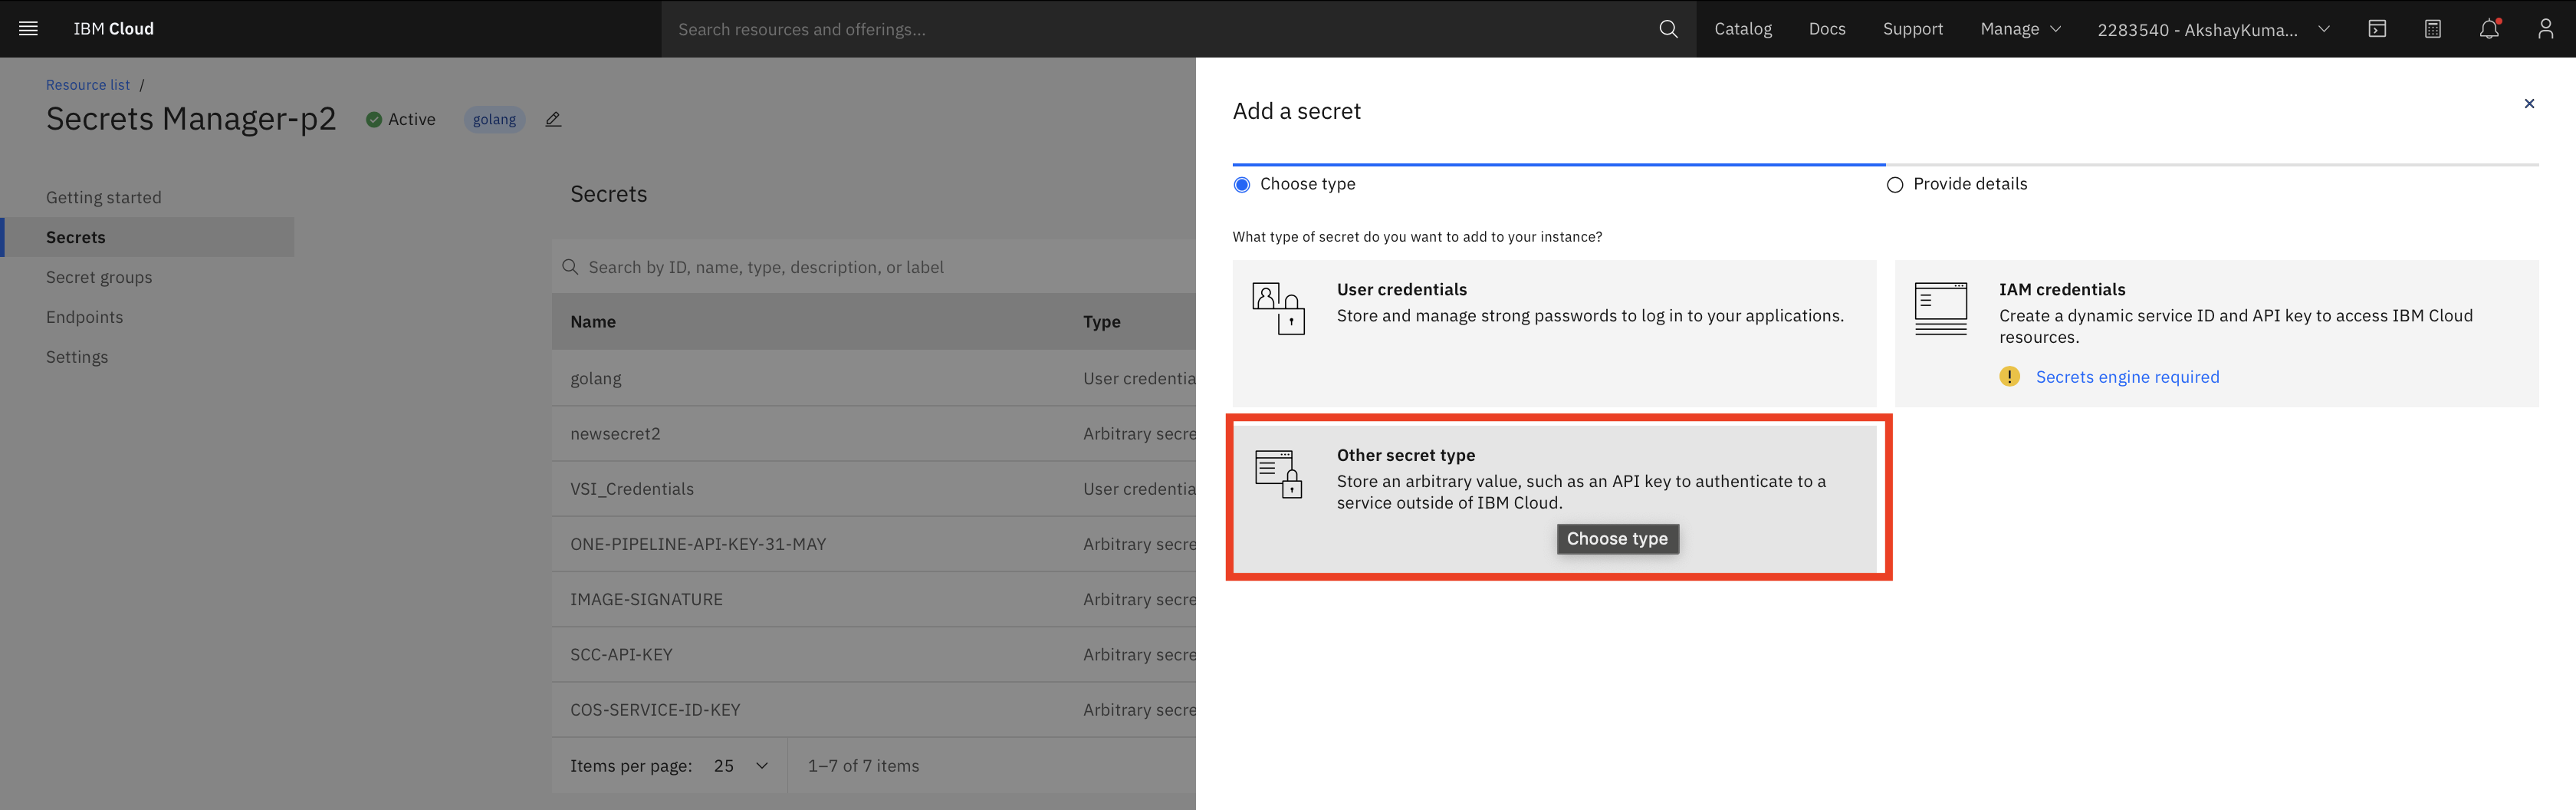 IBM Cloud
Search resources and offerings...
Catalog
Docs
Support
Manage
2283540 - AkshayKuma...
Resource list /
Secrets Manager-p2
Active
golang
Getting started
Secrets
Secret groups
Endpoints
Settings
Secrets
Search by ID, name, type, description, or label
Name Type
golang User credentia
newsecret2 Arbitrary secre
VSI_Credentials User credentia
ONE-PIPELINE-API-KEY-31-MAY Arbitrary secre
IMAGE-SIGNATURE Arbitrary secre
SCC-API-KEY Arbitrary secre
COS-SERVICE-ID-KEY Arbitrary secre
Items per page: 25 1–7 of 7 items
Add a secret
Choose type
Provide details
What type of secret do you want to add to your instance?
User credentials
Store and manage strong passwords to log in to your applications.
IAM credentials
Create a dynamic service ID and API key to access IBM Cloud
resources.
Secrets engine required
Other secret type
Store an arbitrary value, such as an API key to authenticate to a
service outside of IBM Cloud.
Choose type